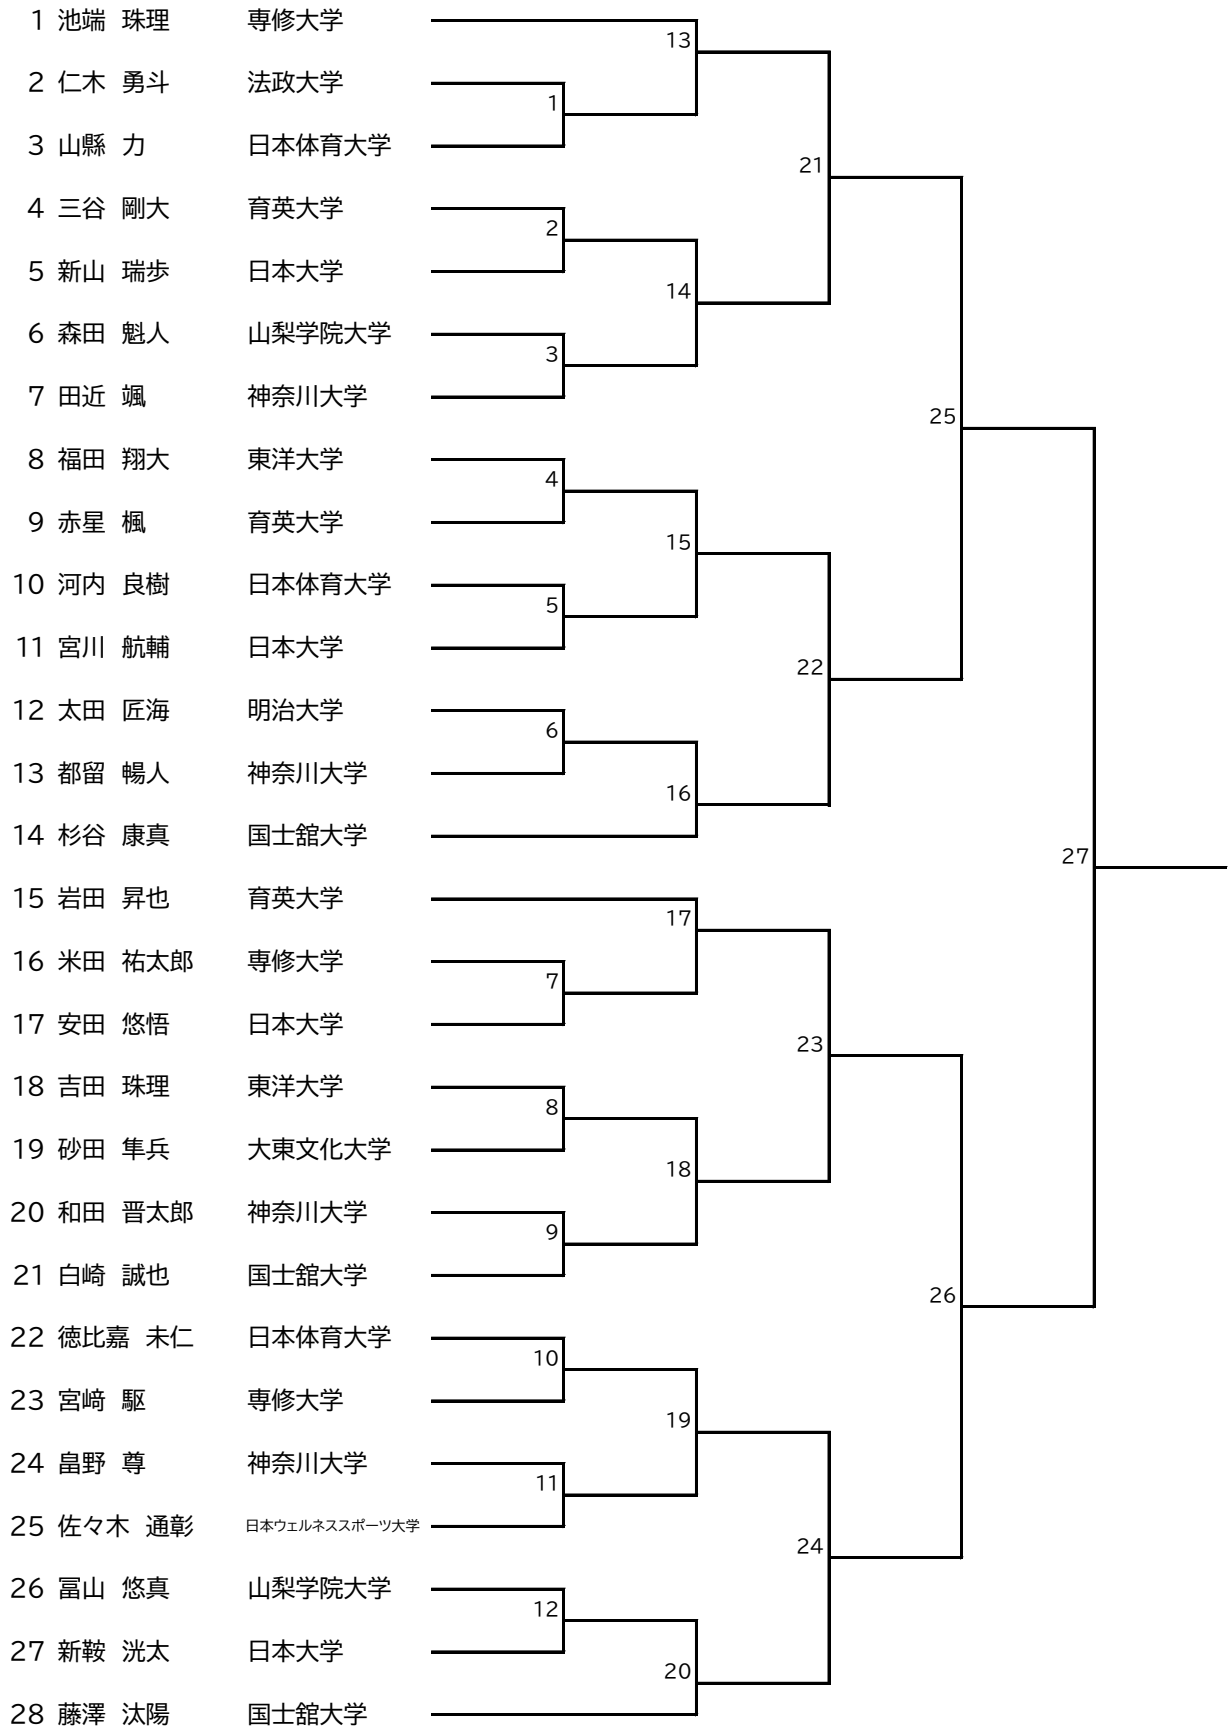 1 池端 珠理 専修大学
13
2 仁木 勇斗 法政大学
1
3 山縣 力 日本体育大学
21
4 三谷 剛大 育英大学
2
5 新山 瑞歩 日本大学
14
6 森田 魁人 山梨学院大学
3
7 田近 颯 神奈川大学
25
8 福田 翔大 東洋大学
4
9 赤星 楓 育英大学
15
10 河内 良樹 日本体育大学
5
11 宮川 航輔 日本大学
22
12 太田 匠海 明治大学
6
13 都留 暢人 神奈川大学
16
14 杉谷 康真 国士舘大学
27
15 岩田 昇也 育英大学
17
16 米田 祐太郎 専修大学
7
17 安田 悠悟 日本大学
23
18 吉田 珠理 東洋大学
8
19 砂田 隼兵 大東文化大学
18
20 和田 晋太郎 神奈川大学
9
21 白崎 誠也 国士舘大学
26
22 徳比嘉 未仁 日本体育大学
10
23 宮﨑 駆 専修大学
19
24 畠野 尊 神奈川大学
11
25 佐々木 通彰 日本ウェルネススポーツ大学
24
26 冨山 悠真 山梨学院大学
12
27 新鞍 洸太 日本大学
20
28 藤澤 汰陽 国士舘大学